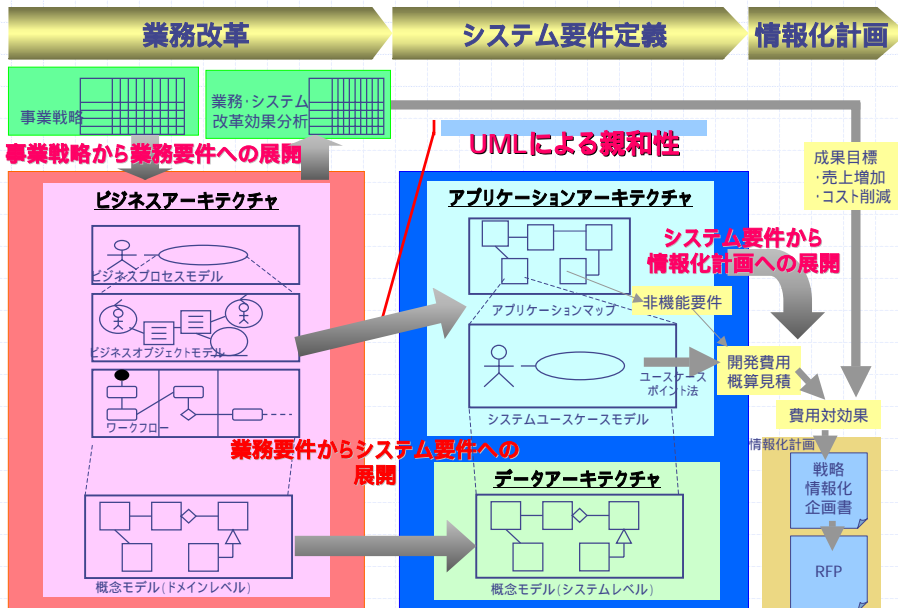 業務改革
システム要件定義
情報化計画
事業戦略
業務・システム
改革効果分析
事業戦略から業務要件への展開
UMLによる親和性
成果目標
・売上増加
・コスト削減
ビジネスアーキテクチャ
ビジネスプロセスモデル
ビジネスオブジェクトモデル
ワークフロー
概念モデル(ドメインレベル)
アプリケーションアーキテクチャ
アプリケーションマップ
システム要件から
情報化計画への展開
非機能要件
ユースケース
ポイント法
システムユースケースモデル
開発費用
概算見積
費用対効果
業務要件からシステム要件への
展開
データアーキテクチャ
概念モデル(システムレベル)
情報化計画
戦略
情報化
企画書
RFP